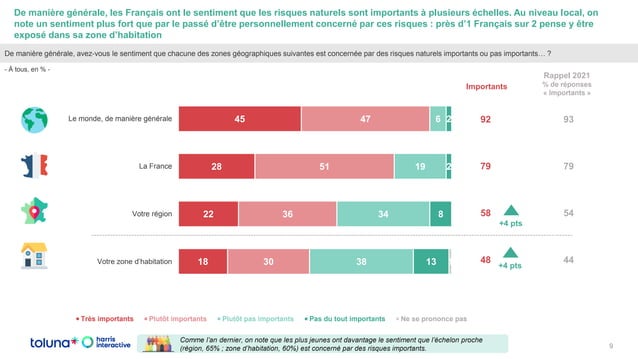 De manière générale, les Français ont le sentiment que les risques naturels sont importants à plusieurs échelles. Au niveau local, on
note un sentiment plus fort que par le passé d'être personnellement concerné par ces risques : près d'1 Français sur 2 pense y être
exposé dans sa zone d'habitation
De manière générale, avez-vous le sentiment que chacune des zones géographiques suivantes est concernée par des risques naturels importants ou pas importants… ?
- À tous, en % -
Importants
Rappel 2021
% de réponses
« Importants »
Le monde, de manière générale 45 47 6 2 92 93
La France 28 51 19 2 79 79
Votre région 22 36 34 8 58 54
+4 pts
Votre zone d'habitation 18 30 38 13 48 44
+4 pts
Très importants Plutôt importants Plutôt pas importants Pas du tout importants Ne se prononce pas
toluna harris interactive
Comme l'an dernier, on note que les plus jeunes ont davantage le sentiment que l'échelon proche
(région, 65% ; zone d'habitation, 60%) est concerné par des risques importants.
9